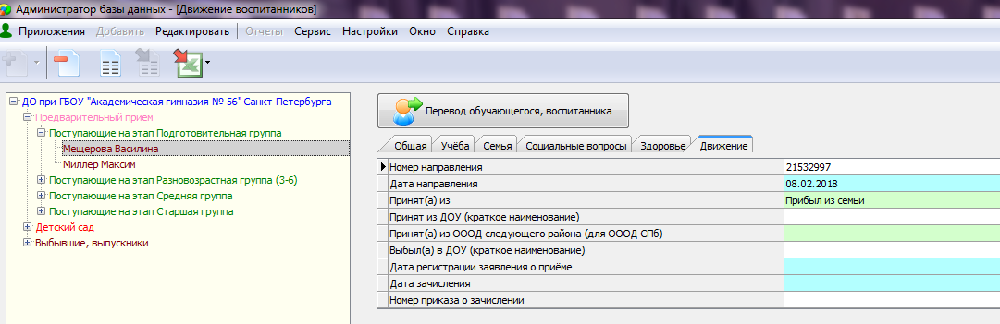 Администратор базы данных - [Движение воспитанников]
Приложения Добавить Редактировать Отчеты Сервис Настройки Окно Справка
ДО при ГБОУ "Академическая гимназия № 56" Санкт-Петербурга
Предварительный приём
Поступающие на этап Подготовительная группа
Мещерова Василина
Миллер Максим
Поступающие на этап Разновозрастная группа (3-6)
Поступающие на этап Средняя группа
Поступающие на этап Старшая группа
Детский сад
Выбывшие, выпускники
Перевод обучающегося, воспитанника
Общая Учёба Семья Социальные вопросы Здоровье Движение
Номер направления 21532997
Дата направления 08.02.2018
Принят(а) из Прибыл из семьи
Принят из ДОУ (краткое наименование)
Принят(а) из ОООД следующего района (для ОООД СПб)
Выбыл(а) в ДОУ (краткое наименование)
Дата регистрации заявления о приёме
Дата зачисления
Номер приказа о зачислении